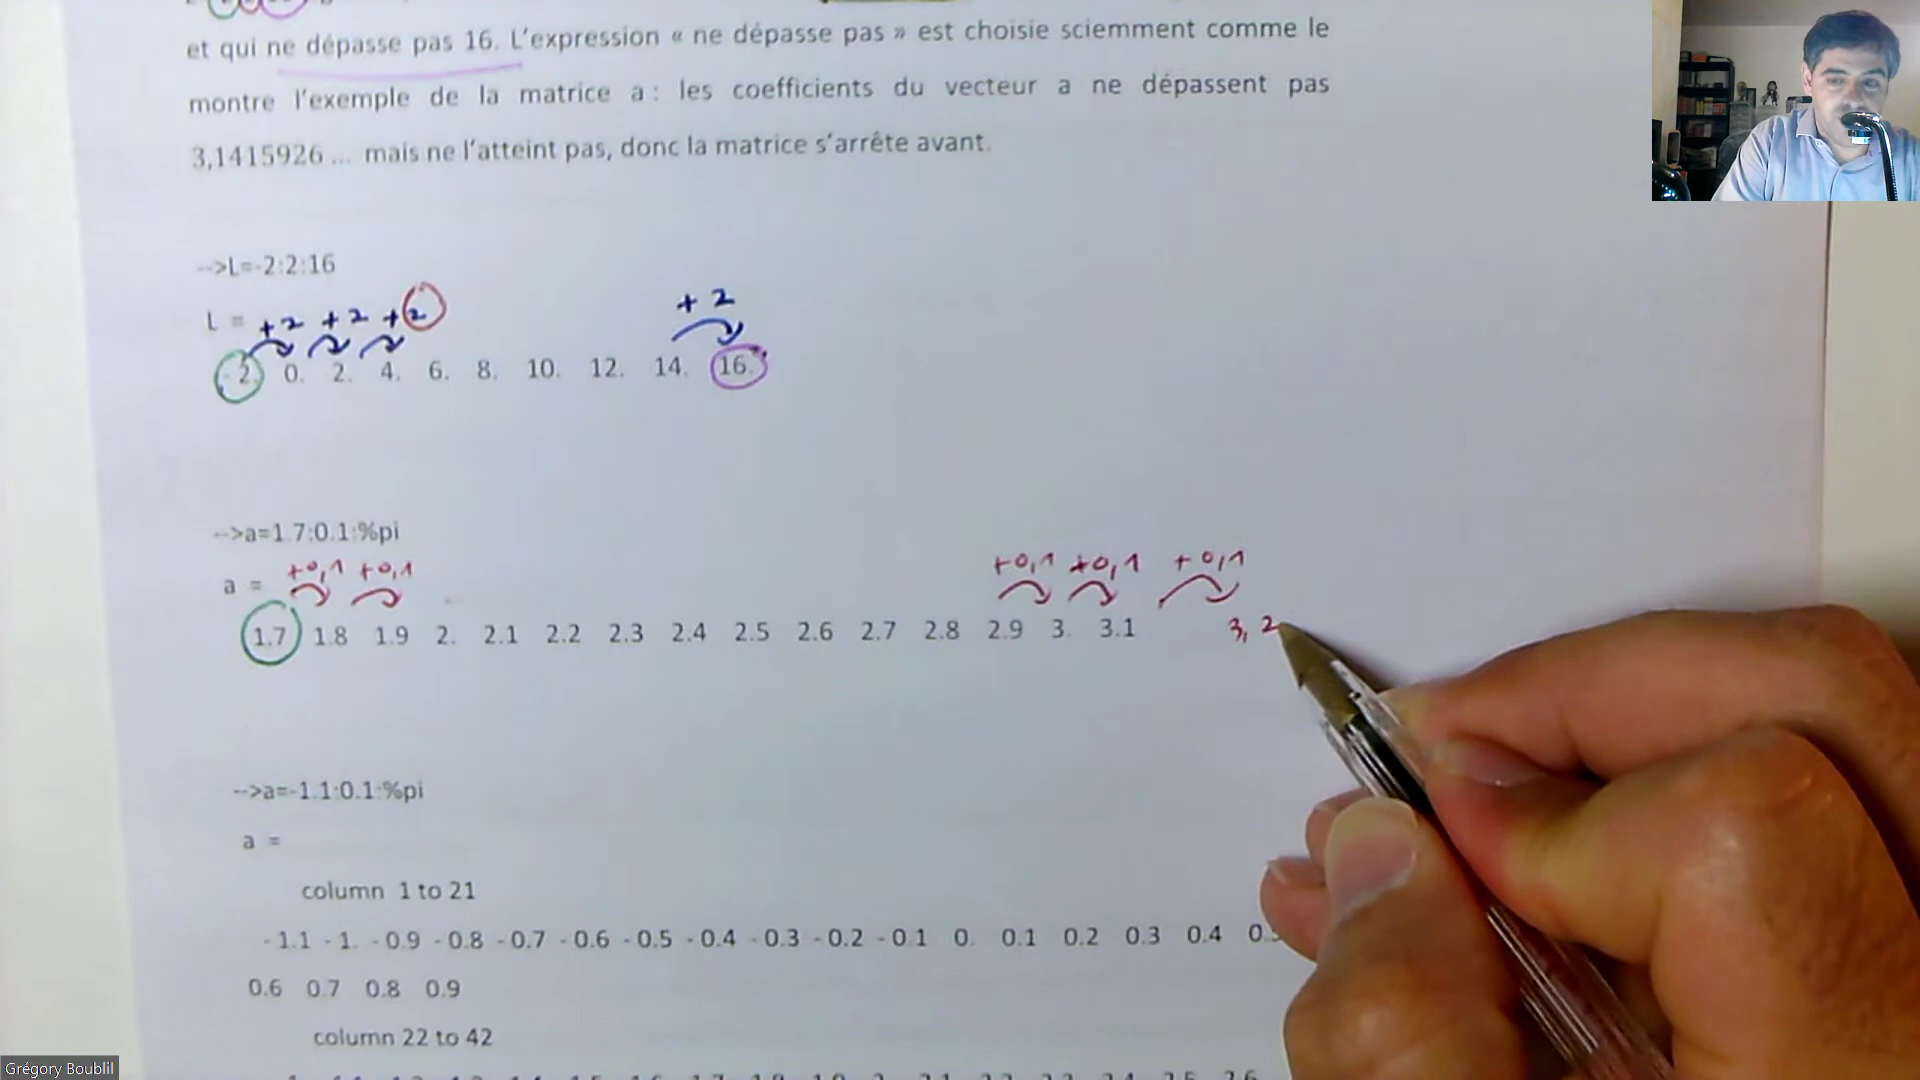 et qui ne dépasse pas 16. L'expression « ne dépasse pas » est choisie sciemment comme le
montre l'exemple de la matrice a : les coefficients du vecteur a ne dépassent pas
3,1415926 ... mais ne l'atteint pas, donc la matrice s'arrête avant.
-->L=-2:2:16
+ 2
L =
+2 +2 +2
- 2. 0. 2. 4. 6. 8. 10. 12. 14. 16.
-->a=1.7:0.1:%pi
+0,1 +0,1 +0,1 +0,1 +0,1
a =
1.7 1.8 1.9 2. 2.1 2.2 2.3 2.4 2.5 2.6 2.7 2.8 2.9 3. 3.1 3,2
-->a=-1.1:0.1:%pi
a =
column 1 to 21
- 1.1 - 1. - 0.9 - 0.8 - 0.7 - 0.6 - 0.5 - 0.4 - 0.3 - 0.2 - 0.1 0. 0.1 0.2 0.3 0.4
0.6 0.7 0.8 0.9
column 22 to 42
Grégory Boublil